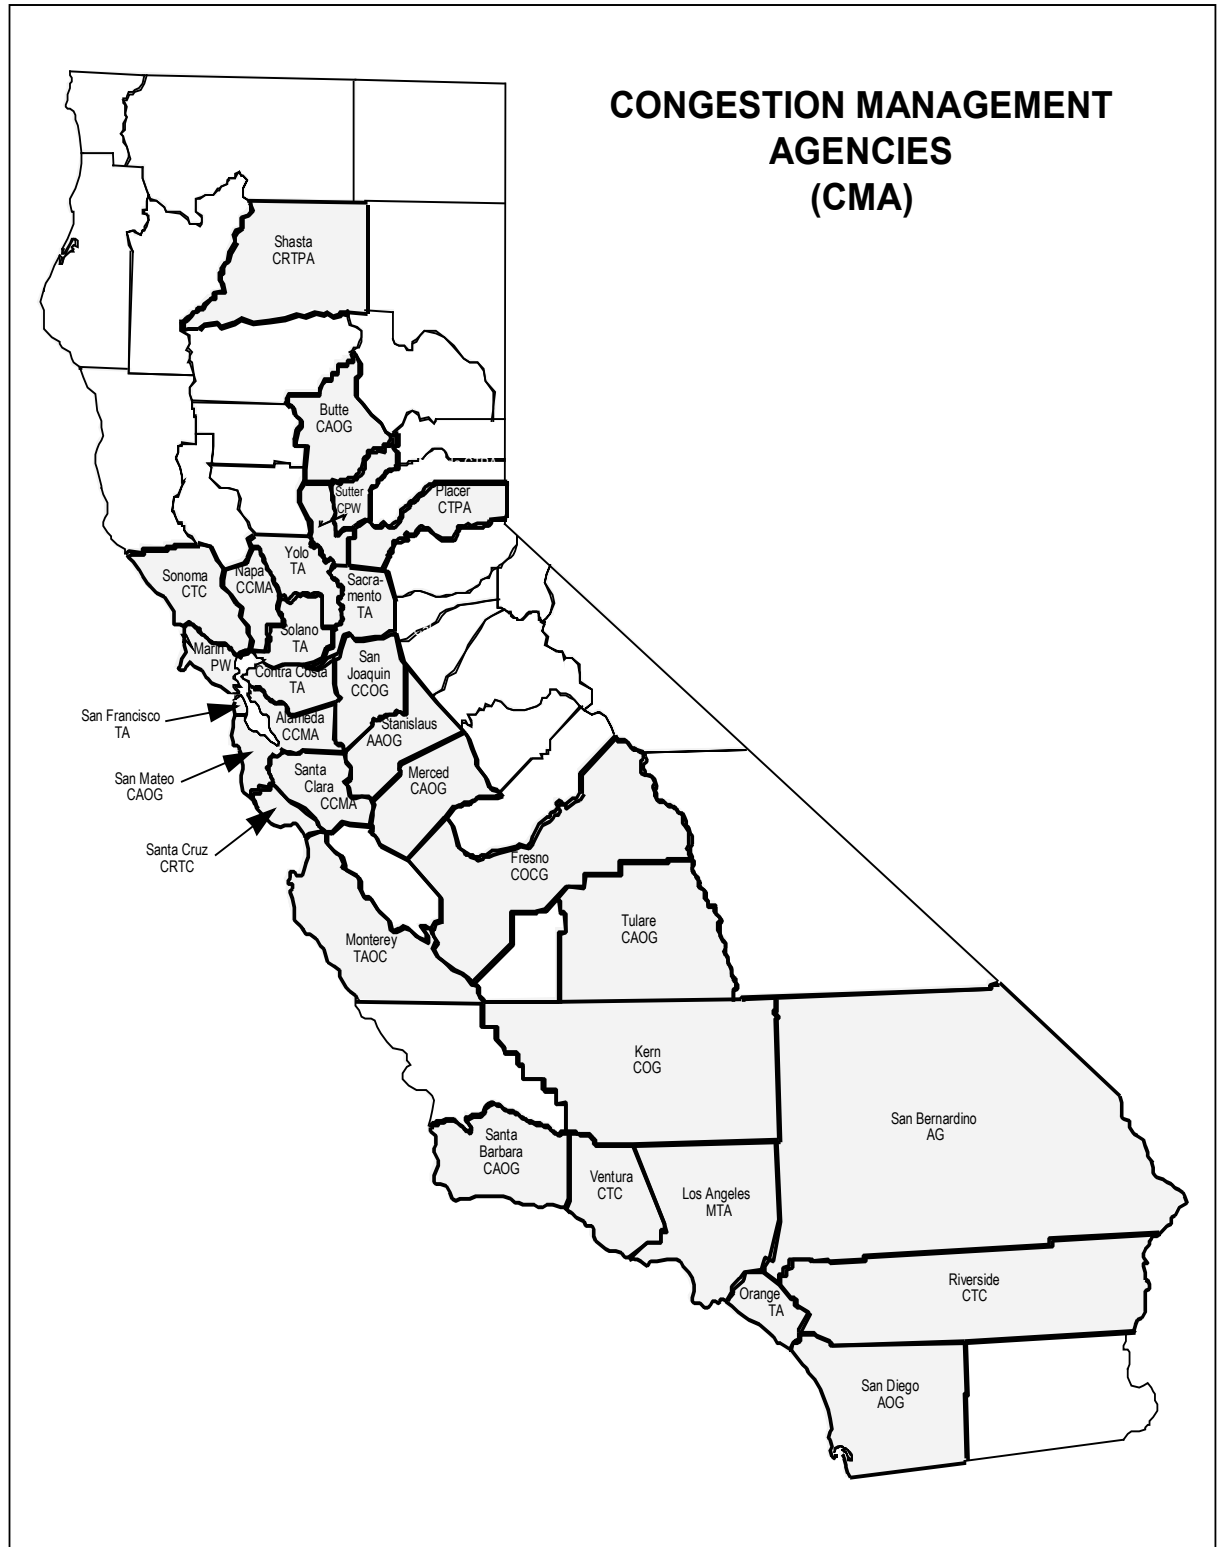 CONGESTION MANAGEMENT
AGENCIES
(CMA)
Shasta
CRTPA
Butte
CAOG
Sutter
CPW
Placer
CTPA
Yolo
TA
Sonoma
CTC
Napa
CCMA
Sacra-
mento
TA
Solano
TA
Marin
PW
Contra Costa
TA
San
Joaquin
CCOG
San Francisco
TA
Alameda
CCMA
Stanislaus
AAOG
San Mateo
CAOG
Santa
Clara
CCMA
Merced
CAOG
Santa Cruz
CRTC
Fresno
COCG
Tulare
CAOG
Monterey
TAOC
Kern
COG
San Bernardino
AG
Santa
Barbara
CAOG
Ventura
CTC
Los Angeles
MTA
Orange
TA
Riverside
CTC
San Diego
AOG